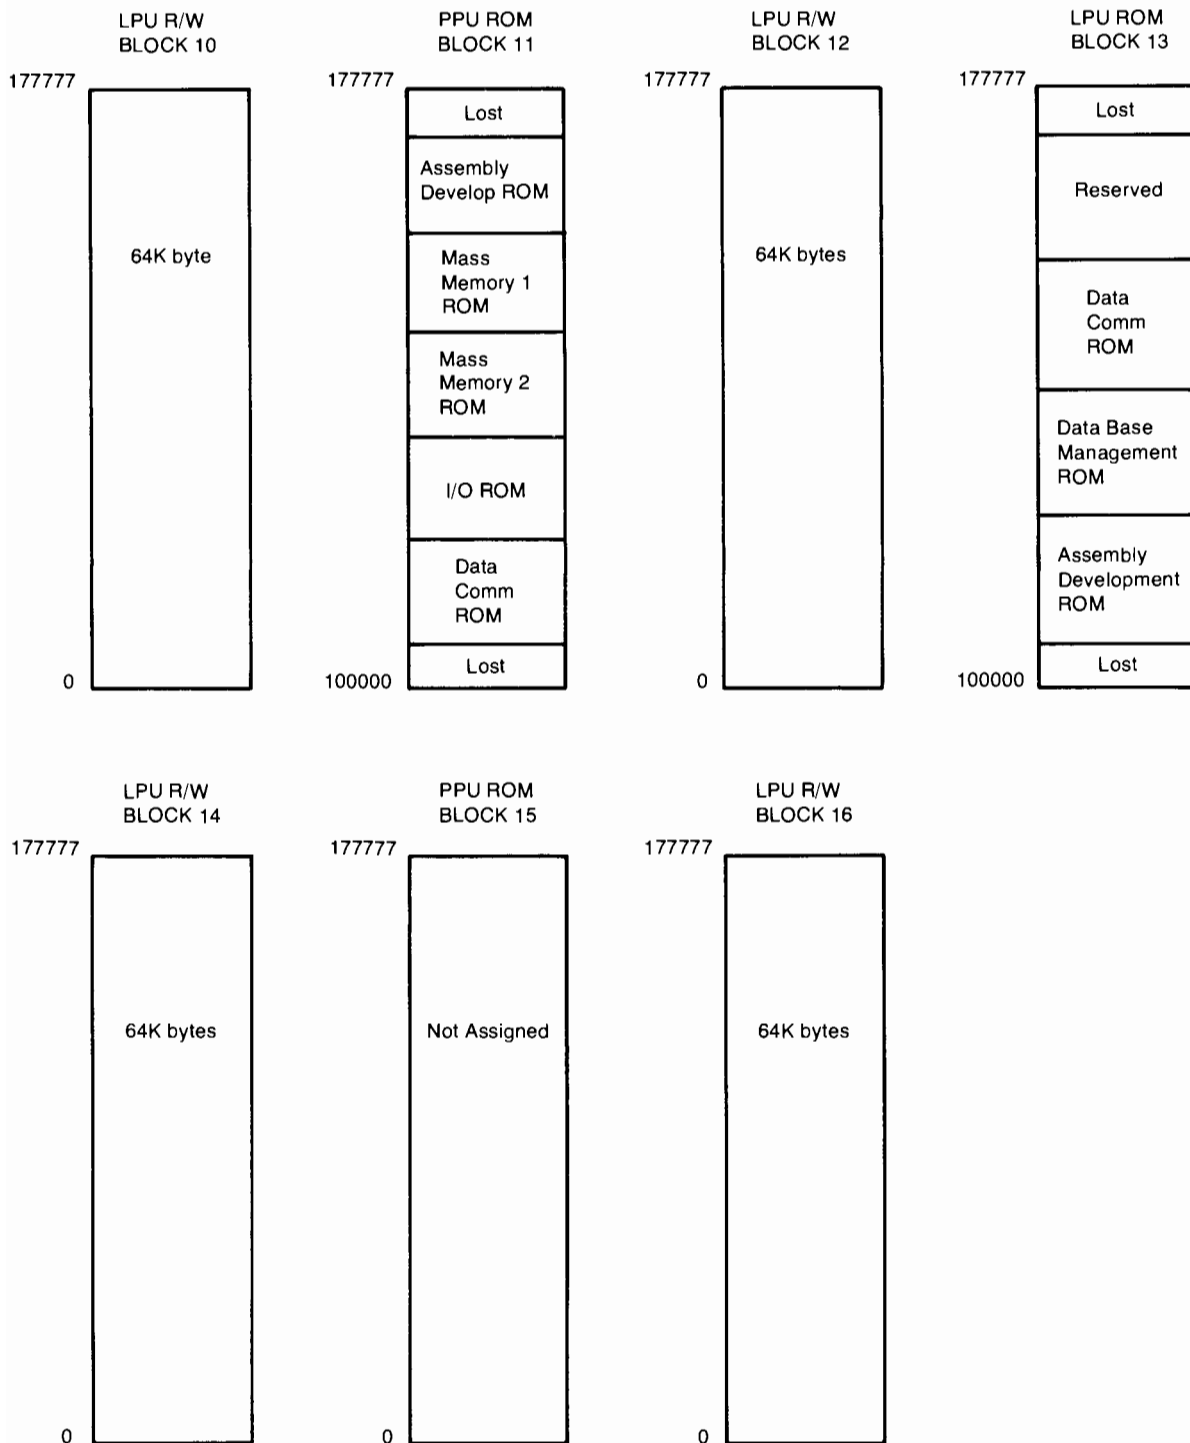 LPU R/W
BLOCK 10
177777
64K byte
0
PPU ROM
BLOCK 11
177777
Lost
Assembly
Develop ROM
Mass
Memory 1
ROM
Mass
Memory 2
ROM
I/O ROM
Data
Comm
ROM
Lost
100000
LPU R/W
BLOCK 12
177777
64K bytes
0
LPU ROM
BLOCK 13
177777
Lost
Reserved
Data
Comm
ROM
Data Base
Management
ROM
Assembly
Development
ROM
Lost
100000
LPU R/W
BLOCK 14
177777
64K bytes
0
PPU ROM
BLOCK 15
177777
Not Assigned
0
LPU R/W
BLOCK 16
177777
64K bytes
0